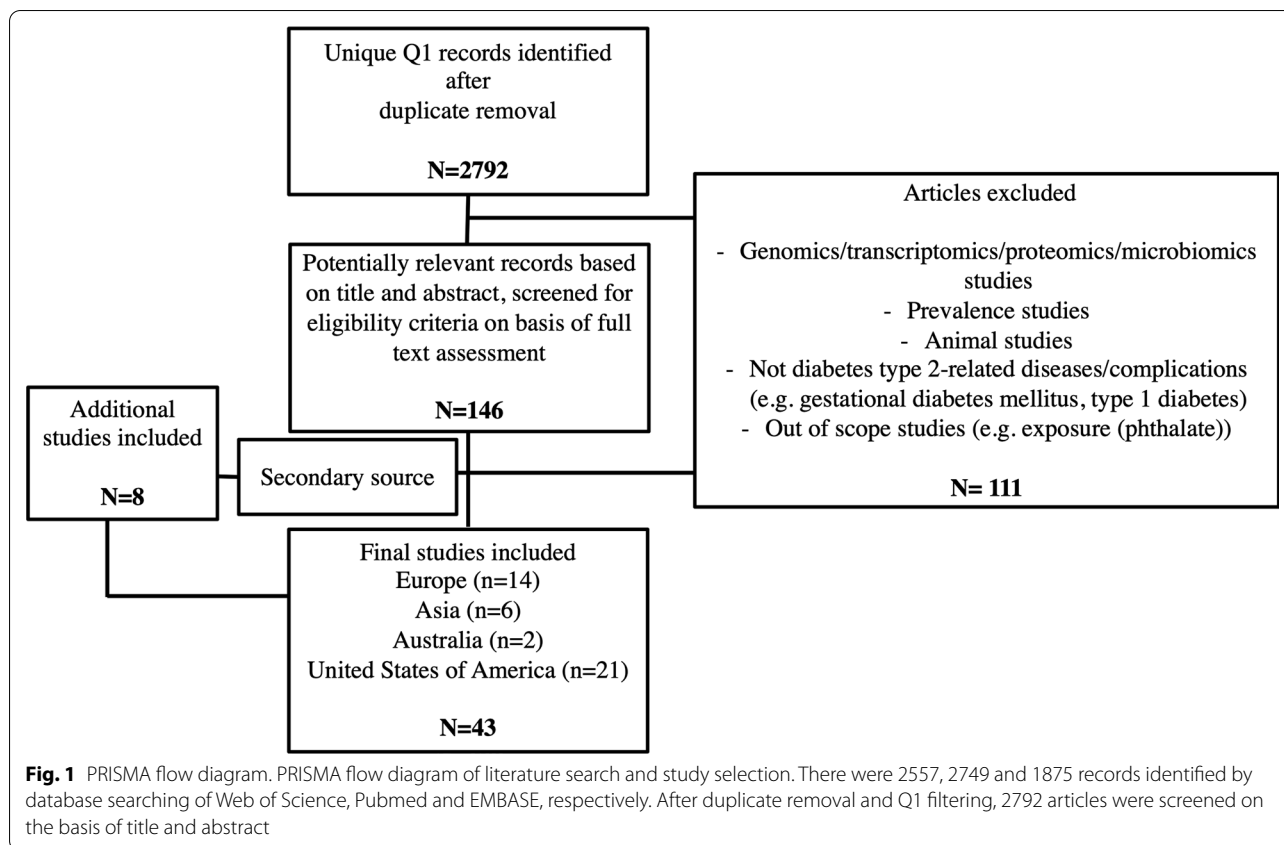 Unique Q1 records identified
after
duplicate removal
N=2792
Articles excluded
- Genomics/transcriptomics/proteomics/microbiomics
studies
- Prevalence studies
- Animal studies
- Not diabetes type 2-related diseases/complications
(e.g. gestational diabetes mellitus, type 1 diabetes)
- Out of scope studies (e.g. exposure (phthalate))
N= 111
Potentially relevant records based
on title and abstract, screened for
eligibility criteria on basis of full
text assessment
N=146
Additional
studies included
N=8
Secondary source
Final studies included
Europe (n=14)
Asia (n=6)
Australia (n=2)
United States of America (n=21)
N=43
Fig. 1 PRISMA flow diagram. PRISMA flow diagram of literature search and study selection. There were 2557, 2749 and 1875 records identified by
database searching of Web of Science, Pubmed and EMBASE, respectively. After duplicate removal and Q1 filtering, 2792 articles were screened on
the basis of title and abstract